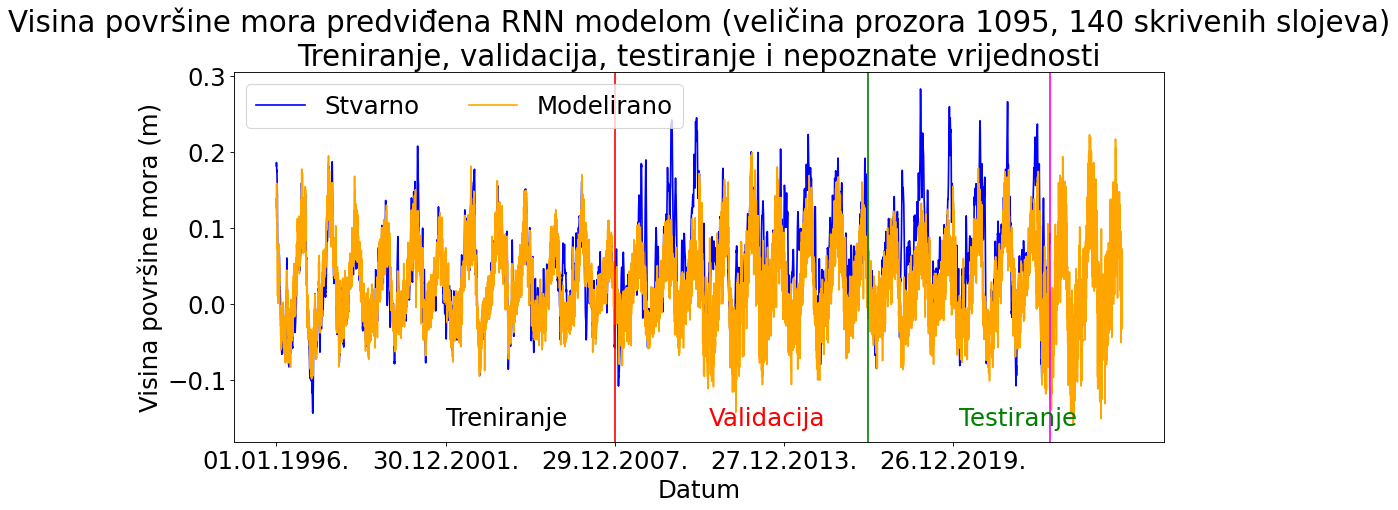 Visina površine mora predviđena RNN modelom (veličina prozora 1095, 140 skrivenih slojeva)
Treniranje, validacija, testiranje i nepoznate vrijednosti
Stvarno Modelirano
Visina površine mora (m)
0.3
0.2
0.1
0.0
−0.1
Treniranje Validacija Testiranje
01.01.1996. 30.12.2001. 29.12.2007. 27.12.2013. 26.12.2019.
Datum